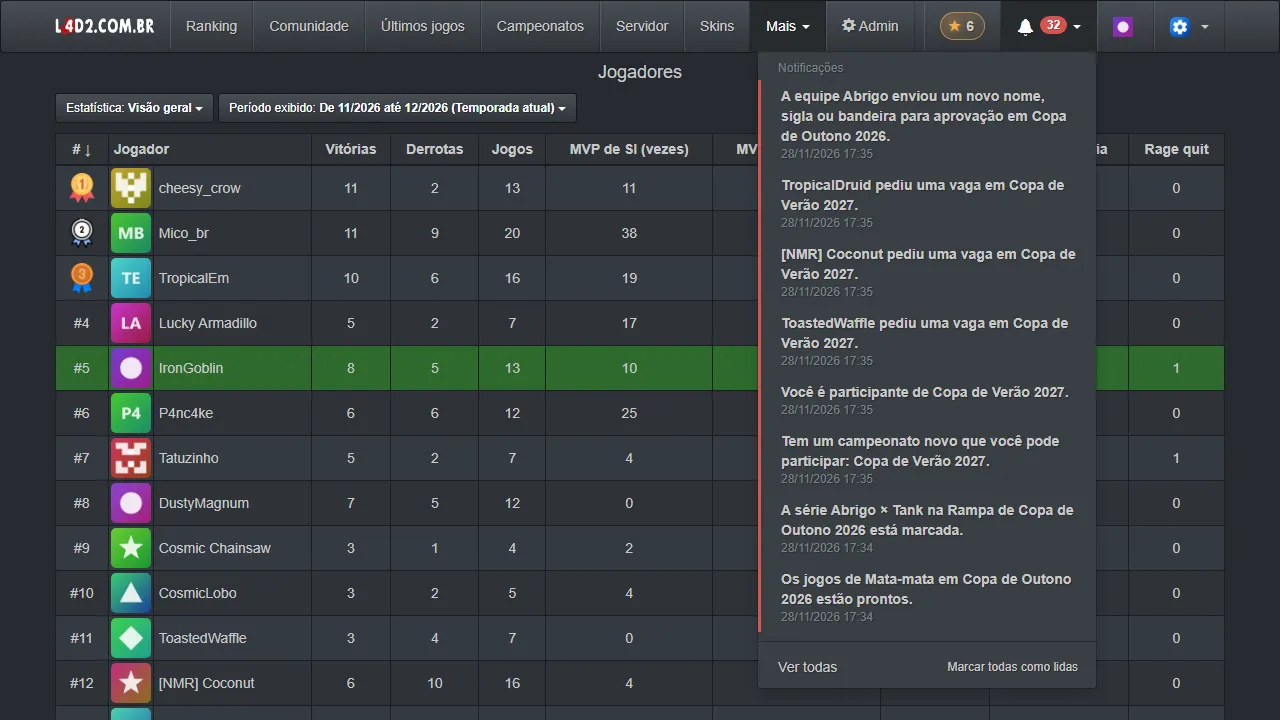 L4D2.COM.BR Ranking Comunidade Últimos jogos Campeonatos Servidor Skins Mais Admin 6 32
Jogadores
Estatística: Visão geral Período exibido: De 11/2026 até 12/2026 (Temporada atual)
# ↓ Jogador Vitórias Derrotas Jogos MVP de SI (vezes) MV ia Rage quit
1 cheesy_crow 11 2 13 11 0
2 MB Mico_br 11 9 20 38 0
3 TE TropicalEm 10 6 16 19 0
#4 LA Lucky Armadillo 5 2 7 17 0
#5 IronGoblin 8 5 13 10 1
#6 P4 P4nc4ke 6 6 12 25 0
#7 Tatuzinho 5 2 7 4 1
#8 DustyMagnum 7 5 12 0 0
#9 Cosmic Chainsaw 3 1 4 2 0
#10 CosmicLobo 3 2 5 4 0
#11 ToastedWaffle 3 4 7 0 0
#12 [NMR] Coconut 6 10 16 4 0
Notificações
A equipe Abrigo enviou um novo nome,
sigla ou bandeira para aprovação em Copa
de Outono 2026.
28/11/2026 17:35
TropicalDruid pediu uma vaga em Copa de
Verão 2027.
28/11/2026 17:35
[NMR] Coconut pediu uma vaga em Copa de
Verão 2027.
28/11/2026 17:35
ToastedWaffle pediu uma vaga em Copa de
Verão 2027.
28/11/2026 17:35
Você é participante de Copa de Verão 2027.
28/11/2026 17:35
Tem um campeonato novo que você pode
participar: Copa de Verão 2027.
28/11/2026 17:35
A série Abrigo × Tank na Rampa de Copa de
Outono 2026 está marcada.
28/11/2026 17:34
Os jogos de Mata-mata em Copa de Outono
2026 estão prontos.
28/11/2026 17:34
Ver todas Marcar todas como lidas